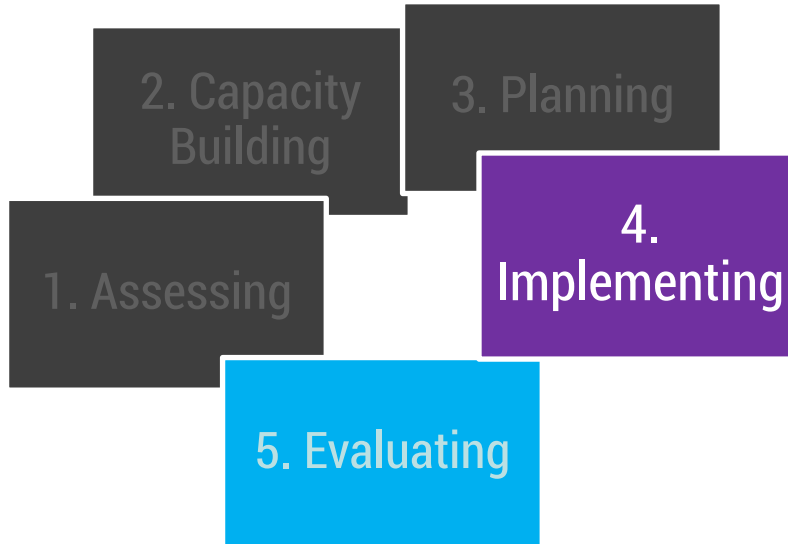 1. Assessing
2. Capacity
Building
3. Planning
4.
Implementing
5. Evaluating